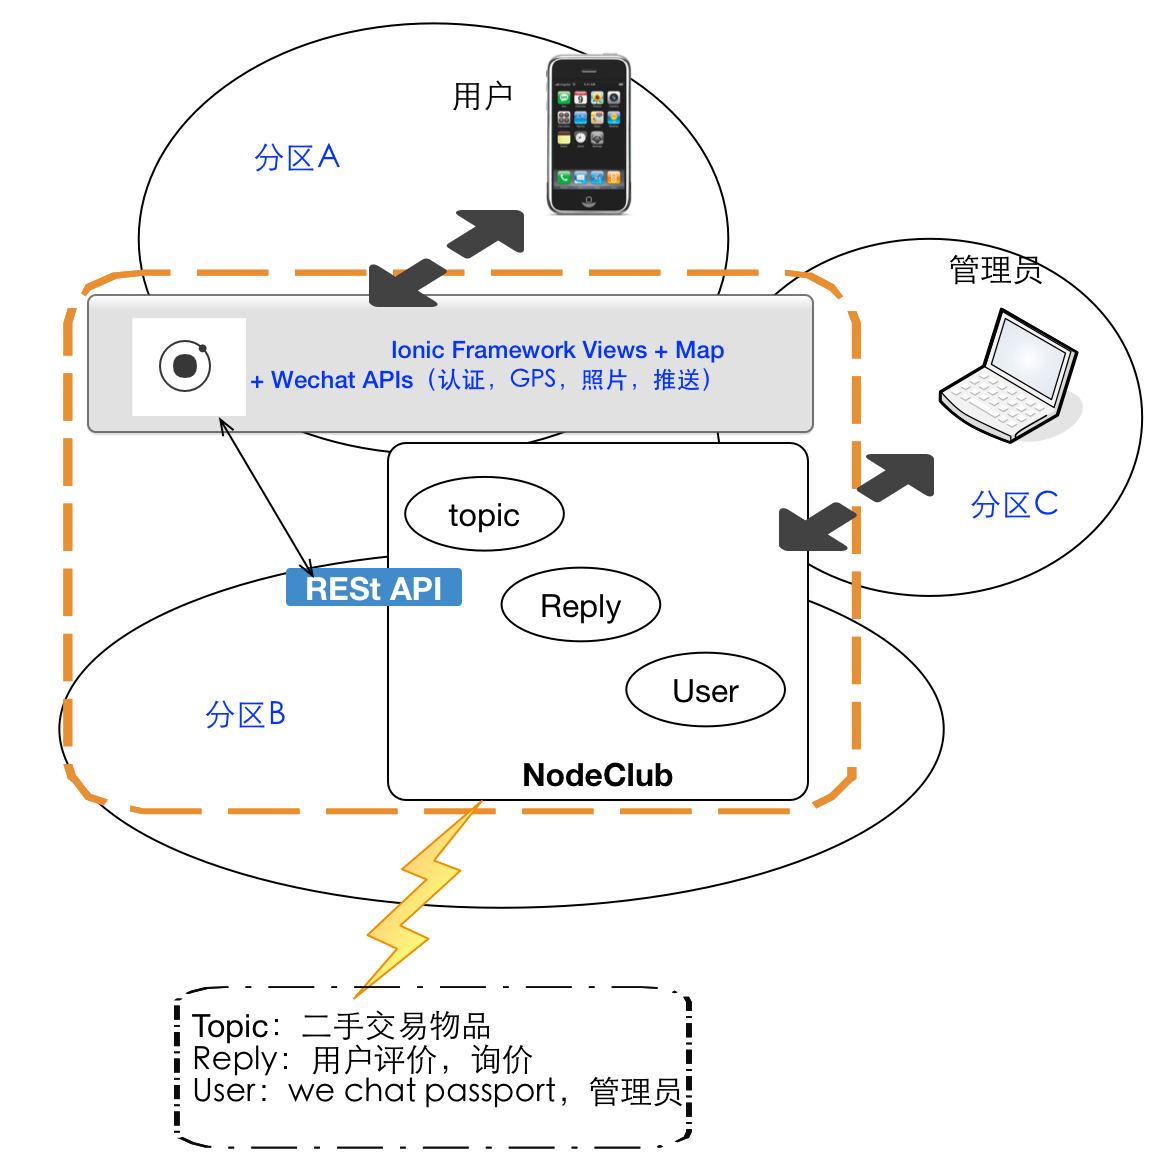 用户
分区A
管理员
Ionic Framework Views + Map
+ Wechat APIs（认证，GPS，照片，推送）
topic
分区C
RESt API
Reply
User
分区B
NodeClub
Topic：二手交易物品
Reply：用户评价，询价
User：we chat passport，管理员